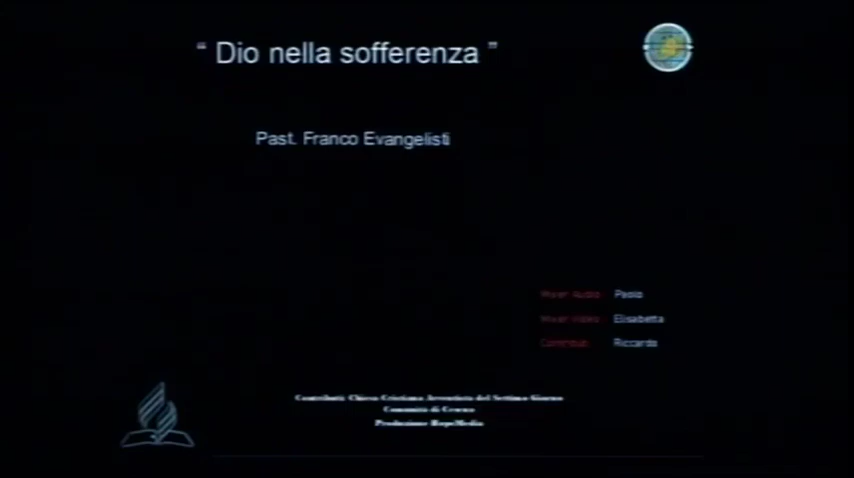 “ Dio nella sofferenza ”
Past. Franco Evangelisti
Mixer Audio: Paolo
Mixer Video: Elisabetta
Contributi: Riccardo
Contributi: Chiesa Cristiana Avventista del Settimo Giorno
Comunità di Cesena
Produzione HopeMedia